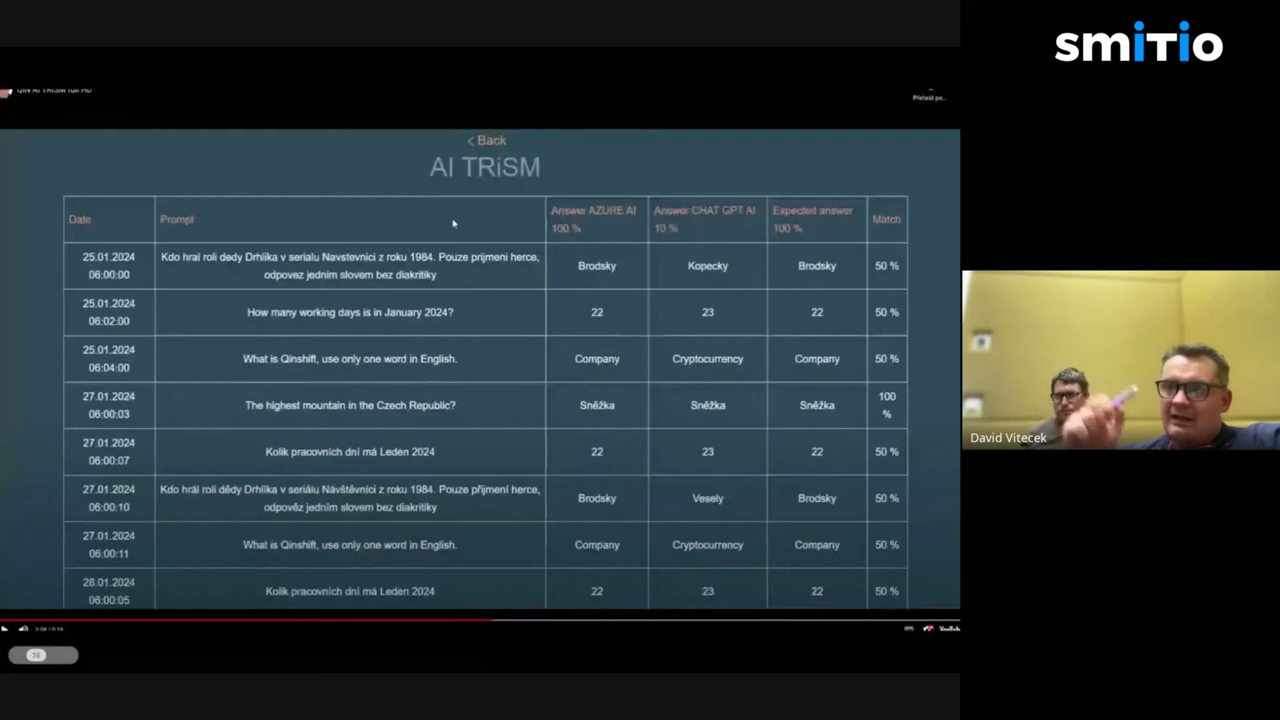 smiTio
QIN AI TRiSM full HD
Přehrát po...
< Back
AI TRiSM
Date Prompt Answer AZURE AI 100 % Answer CHAT GPT AI 10 % Expected answer 100 % Match
25.01.2024 06:00:00 Kdo hral roli dedy Drhlika v serialu Navstevnici z roku 1984. Pouze prijmeni herce, odpovez jednim slovem bez diakritiky Brodsky Kopecky Brodsky 50 %
25.01.2024 06:02:00 How many working days is in January 2024? 22 23 22 50 %
25.01.2024 06:04:00 What is Qinshift, use only one word in English. Company Cryptocurrency Company 50 %
27.01.2024 06:00:03 The highest mountain in the Czech Republic? Sněžka Sněžka Sněžka 100 %
27.01.2024 06:00:07 Kolik pracovních dní má Leden 2024 22 23 22 50 %
27.01.2024 06:00:10 Kdo hrál roli dědy Drhlíka v seriálu Návštěvníci z roku 1984. Pouze příjmení herce, odpověz jedním slovem bez diakritiky Brodsky Vesely Brodsky 50 %
27.01.2024 06:00:11 What is Qinshift, use only one word in English. Company Cryptocurrency Company 50 %
28.01.2024 06:00:05 Kolik pracovních dní má Leden 2024 22 23 22 50 %
David Vitecek
38